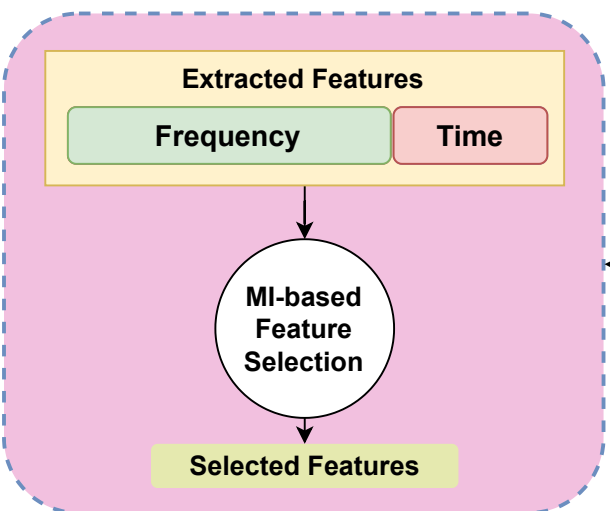 Extracted Features
Frequency Time
MI-based
Feature
Selection
Selected Features